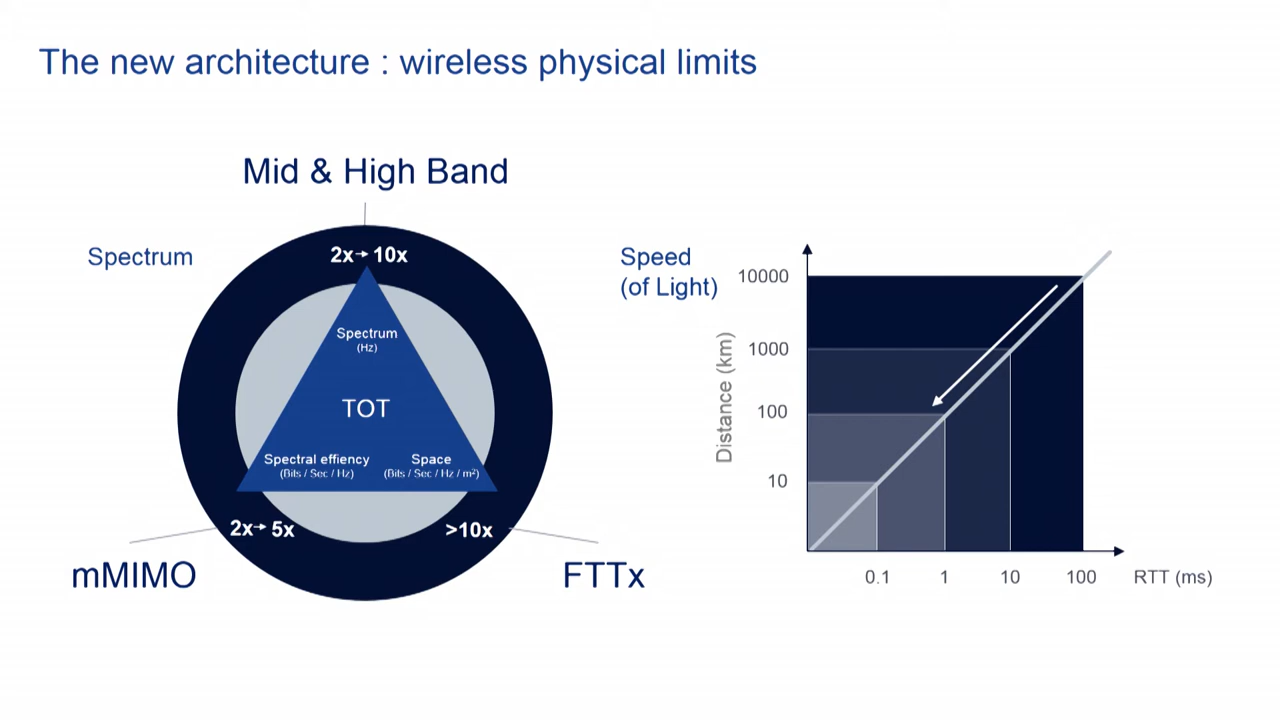 The new architecture : wireless physical limits
Mid & High Band
Spectrum
2x→10x
Spectrum
(Hz)
TOT
Spectral effiency
(Bits / Sec / Hz)
Space
(Bits / Sec / Hz / m²)
2x→5x
>10x
mMIMO
FTTx
Speed
(of Light)
Distance (km)
10000
1000
100
10
0.1
1
10
100
RTT (ms)